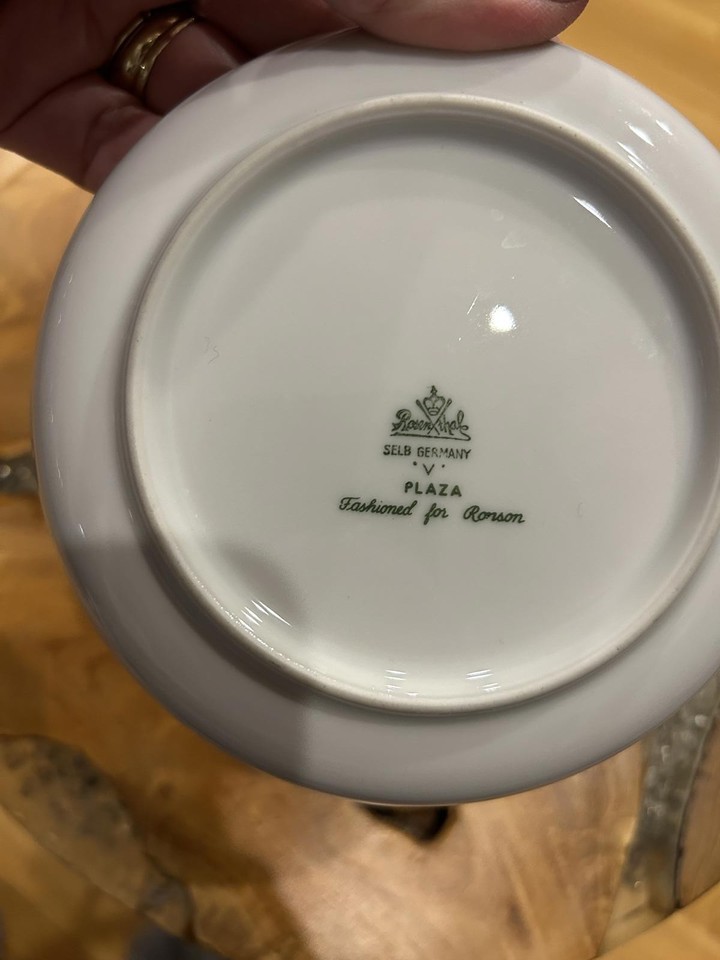 Rosenthal
SELB GERMANY
V
PLAZA
Fashioned for Ronson